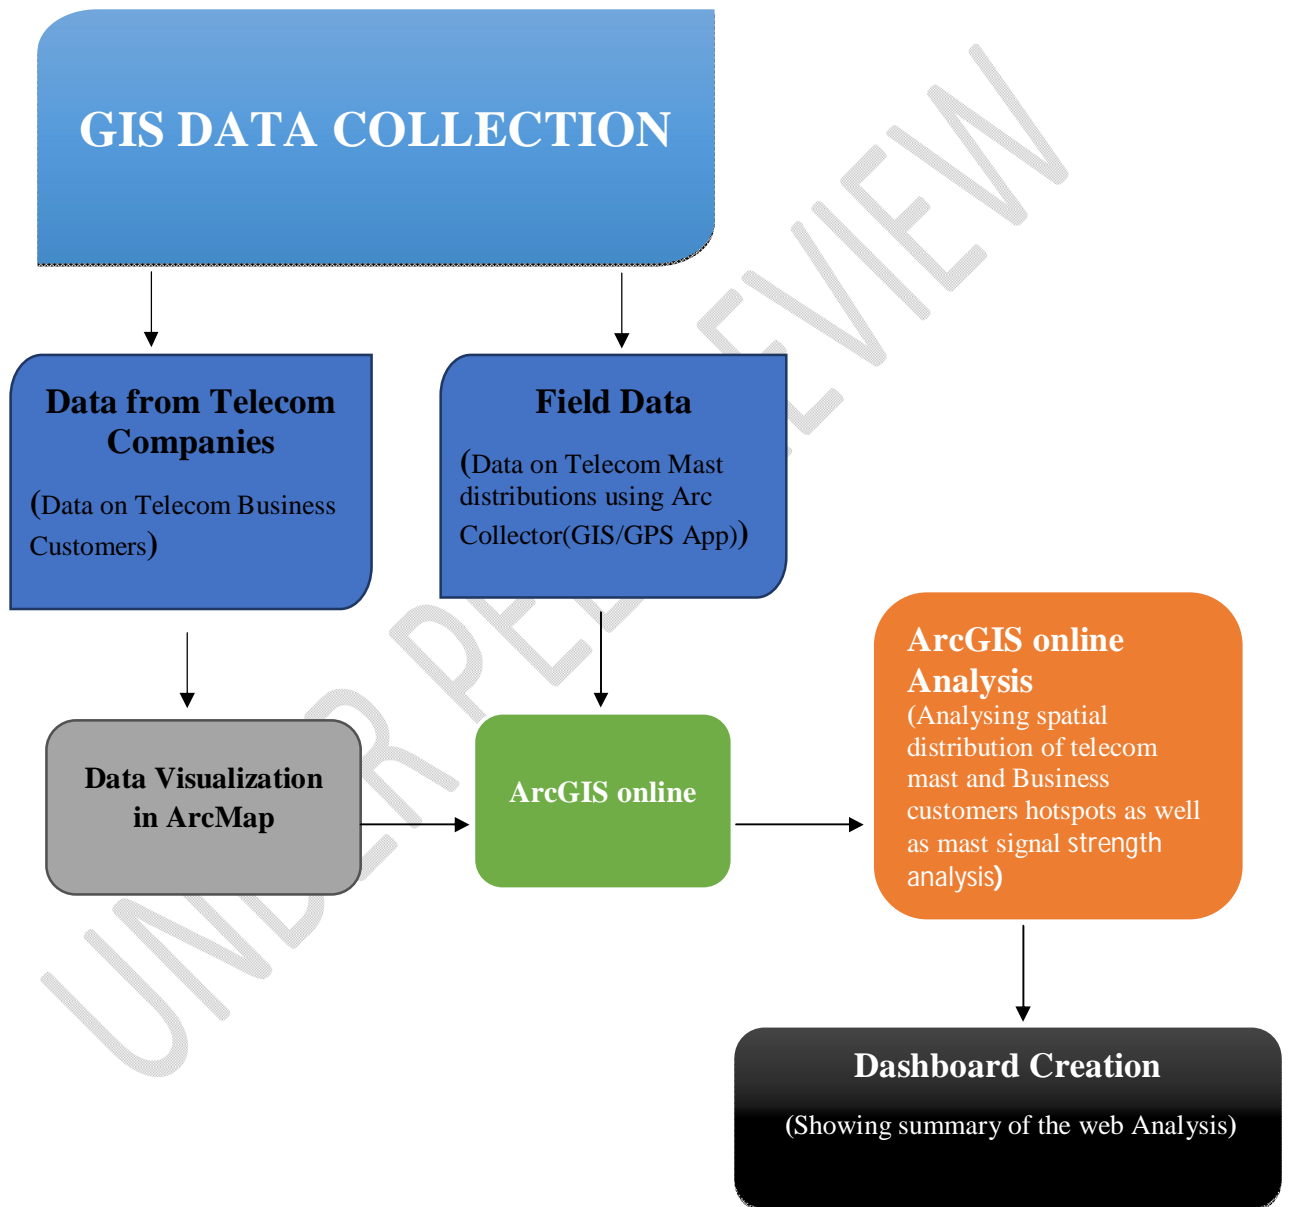 GIS DATA COLLECTION
Data from Telecom
Companies
(Data on Telecom Business
Customers)
Field Data
(Data on Telecom Mast
distributions using Arc
Collector(GIS/GPS App))
Data Visualization
in ArcMap
ArcGIS online
ArcGIS online
Analysis
(Analysing spatial
distribution of telecom
mast and Business
customers hotspots as well
as mast signal strength
analysis)
Dashboard Creation
(Showing summary of the web Analysis)
UNDER PEER REVIEW